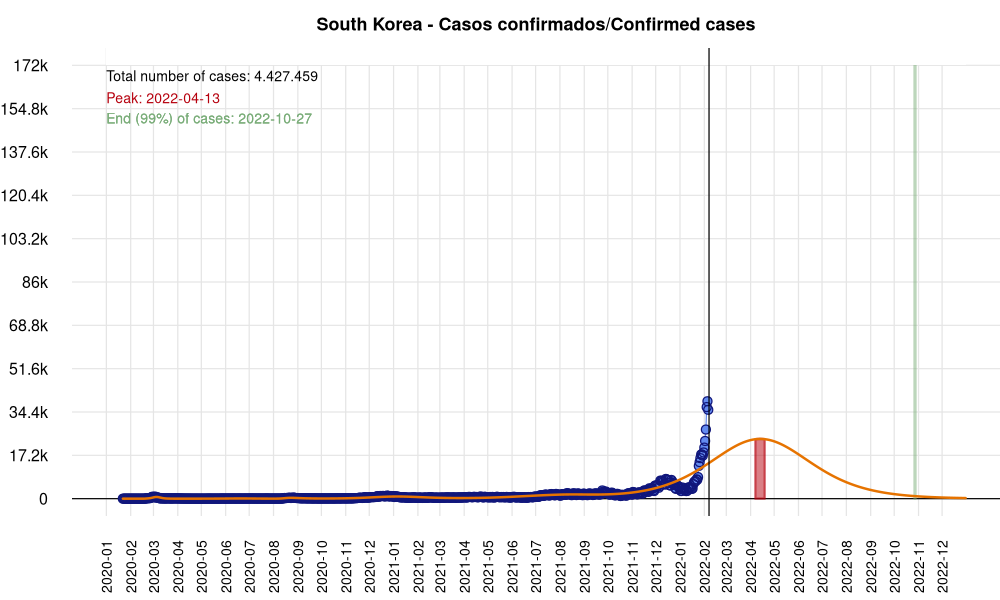 South Korea - Casos confirmados/Confirmed cases
172k
154.8k
137.6k
120.4k
103.2k
86k
68.8k
51.6k
34.4k
17.2k
0
Total number of cases: 4.427.459
Peak: 2022-04-13
End (99%) of cases: 2022-10-27
2020-01
2020-02
2020-03
2020-04
2020-05
2020-06
2020-07
2020-08
2020-09
2020-10
2020-11
2020-12
2021-01
2021-02
2021-03
2021-04
2021-05
2021-06
2021-07
2021-08
2021-09
2021-10
2021-11
2021-12
2022-01
2022-02
2022-03
2022-04
2022-05
2022-06
2022-07
2022-08
2022-09
2022-10
2022-11
2022-12